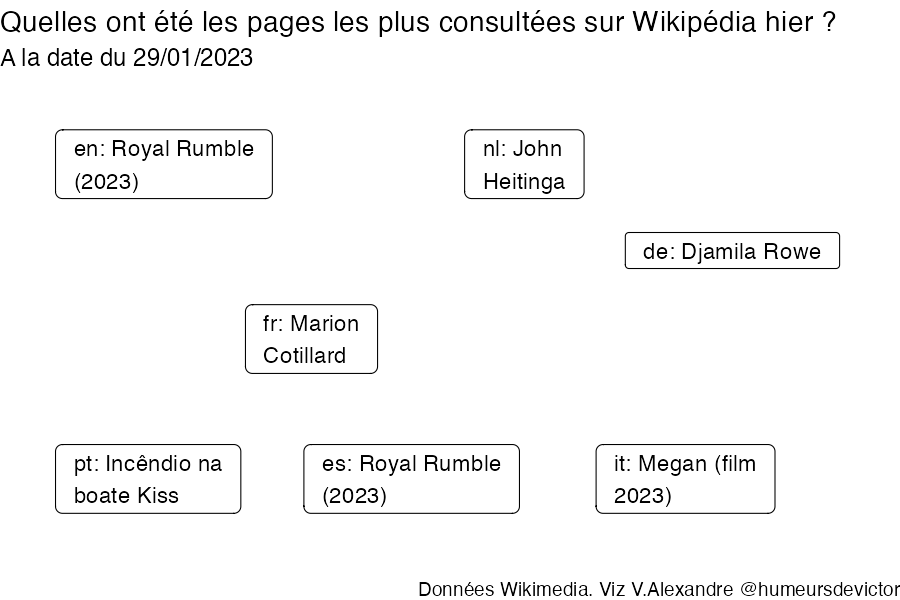 Quelles ont été les pages les plus consultées sur Wikipédia hier ?
A la date du 29/01/2023
en: Royal Rumble
(2023)
nl: John
Heitinga
de: Djamila Rowe
fr: Marion
Cotillard
pt: Incêndio na
boate Kiss
es: Royal Rumble
(2023)
it: Megan (film
2023)
Données Wikimedia. Viz V.Alexandre @humeursdevictor